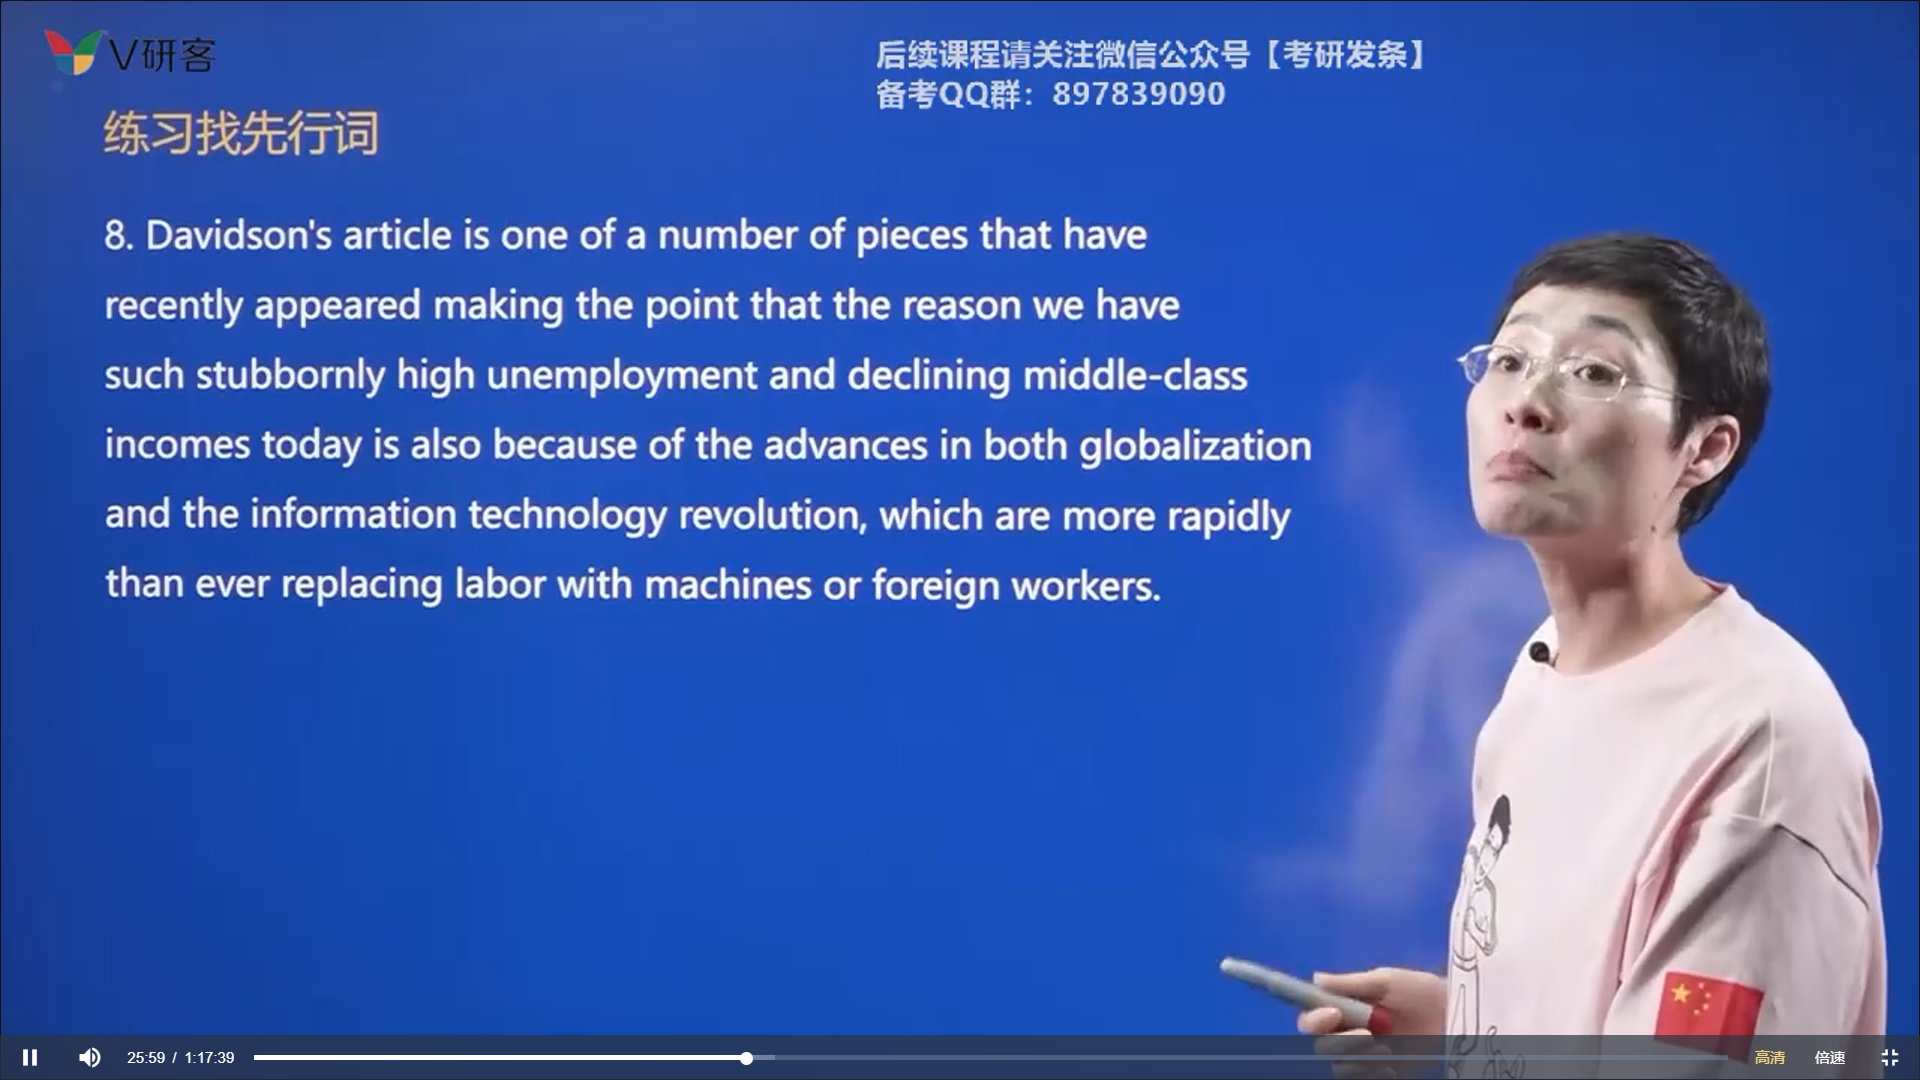 V研客
后续课程请关注微信公众号【考研发条】
备考QQ群：897839090
练习找先行词
8. Davidson's article is one of a number of pieces that have
recently appeared making the point that the reason we have
such stubbornly high unemployment and declining middle-class
incomes today is also because of the advances in both globalization
and the information technology revolution, which are more rapidly
than ever replacing labor with machines or foreign workers.
25:59 / 1:17:39
高清
倍速